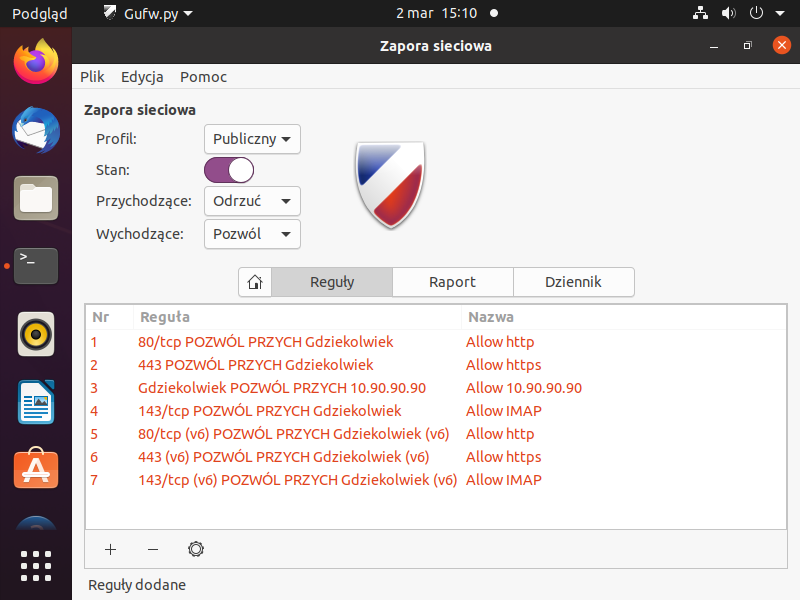 Podgląd Gufw.py 2 mar 15:10
Zapora sieciowa
Plik Edycja Pomoc
Zapora sieciowa
Profil: Publiczny
Stan:
Przychodzące: Odrzuć
Wychodzące: Pozwól
Reguły Raport Dziennik
Nr Reguła Nazwa
1 80/tcp POZWÓL PRZYCH Gdziekolwiek Allow http
2 443 POZWÓL PRZYCH Gdziekolwiek Allow https
3 Gdziekolwiek POZWÓL PRZYCH 10.90.90.90 Allow 10.90.90.90
4 143/tcp POZWÓL PRZYCH Gdziekolwiek Allow IMAP
5 80/tcp (v6) POZWÓL PRZYCH Gdziekolwiek (v6) Allow http
6 443 (v6) POZWÓL PRZYCH Gdziekolwiek (v6) Allow https
7 143/tcp (v6) POZWÓL PRZYCH Gdziekolwiek (v6) Allow IMAP
Reguły dodane